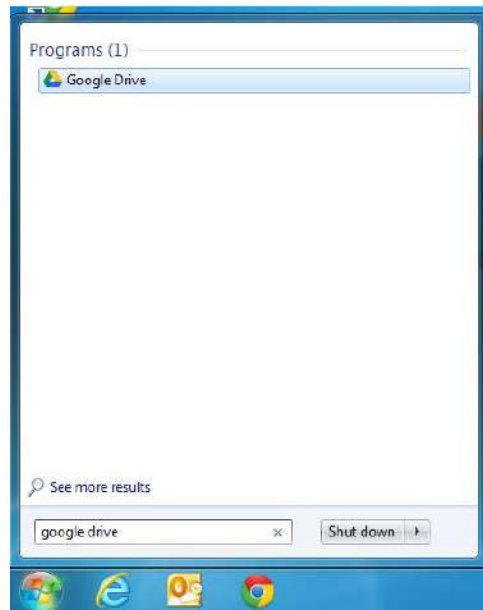 Programs (1)
Google Drive
See more results
google drive
Shut down